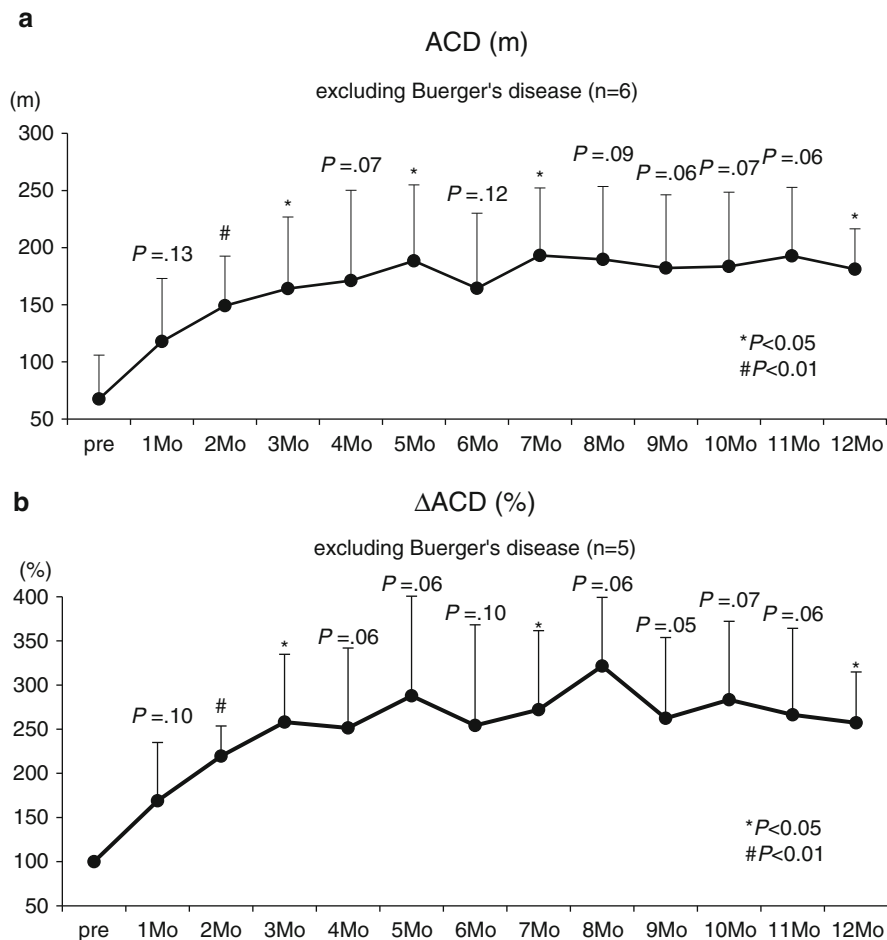 a
ACD (m)
excluding Buerger's disease (n=6)
(m)
300
250
200
150
100
50
P =.13
#
*
P =.07
*
P =.12
*
P =.09
P =.06
P =.07
P =.06
*
*P<0.05
#P<0.01
pre 1Mo 2Mo 3Mo 4Mo 5Mo 6Mo 7Mo 8Mo 9Mo 10Mo 11Mo 12Mo
b
ΔACD (%)
excluding Buerger's disease (n=5)
(%)
400
350
300
250
200
150
100
50
P =.10
#
*
P =.06
P =.06
P =.10
*
P =.06
P =.05
P =.07
P =.06
*
*P<0.05
#P<0.01
pre 1Mo 2Mo 3Mo 4Mo 5Mo 6Mo 7Mo 8Mo 9Mo 10Mo 11Mo 12Mo